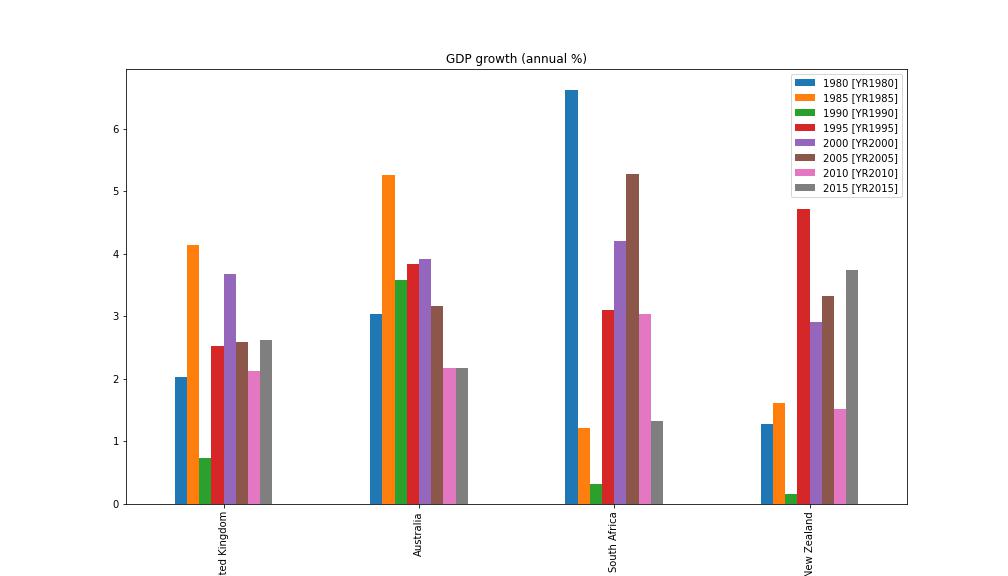 GDP growth (annual %)
1980 [YR1980]
1985 [YR1985]
1990 [YR1990]
1995 [YR1995]
2000 [YR2000]
2005 [YR2005]
2010 [YR2010]
2015 [YR2015]
6
5
4
3
2
1
0
ted Kingdom
Australia
South Africa
New Zealand